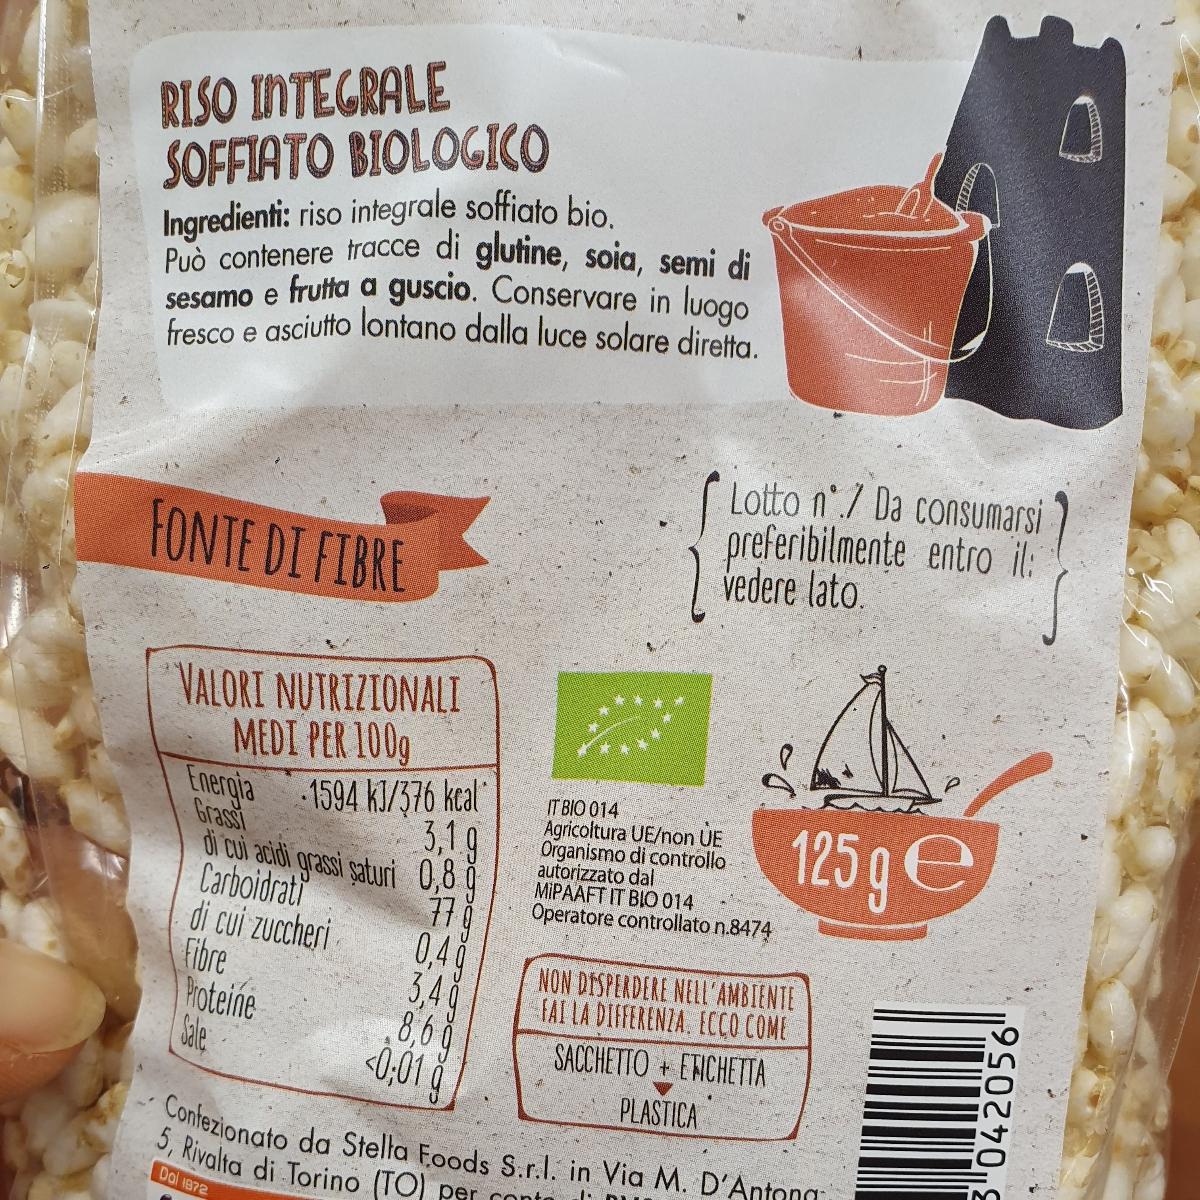 RISO INTEGRALE
SOFFIATO BIOLOGICO
Ingredienti: riso integrale soffiato bio.
Può contenere tracce di glutine, soia, semi di
sesamo e frutta a guscio. Conservare in luogo
fresco e asciutto lontano dalla luce solare diretta.
FONTE DI FIBRE
Lotto n°./ Da consumarsi
preferibilmente entro il:
vedere lato.
VALORI NUTRIZIONALI
MEDI PER 100g
Energia 1594 kJ/376 kcal
Grassi 3,1 g
di cui acidi grassi saturi 0,8 g
Carboidrati 77 g
di cui zuccheri 0,4 g
Fibre 3,4 g
Proteine 8,6 g
Sale <0,01 g
IT BIO 014
Agricoltura UE/non UE
Organismo di controllo
autorizzato dal
MiPAAFT IT BIO 014
Operatore controllato n.8474
125 g e
NON DISPERDERE NELL'AMBIENTE
FAI LA DIFFERENZA. ECCO COME
SACCHETTO + ETICHETTA
PLASTICA
042056
Confezionato da Stella Foods S.r.l. in Via M. D'Antona
5, Rivalta di Torino (TO) per conto di
Dal 1872